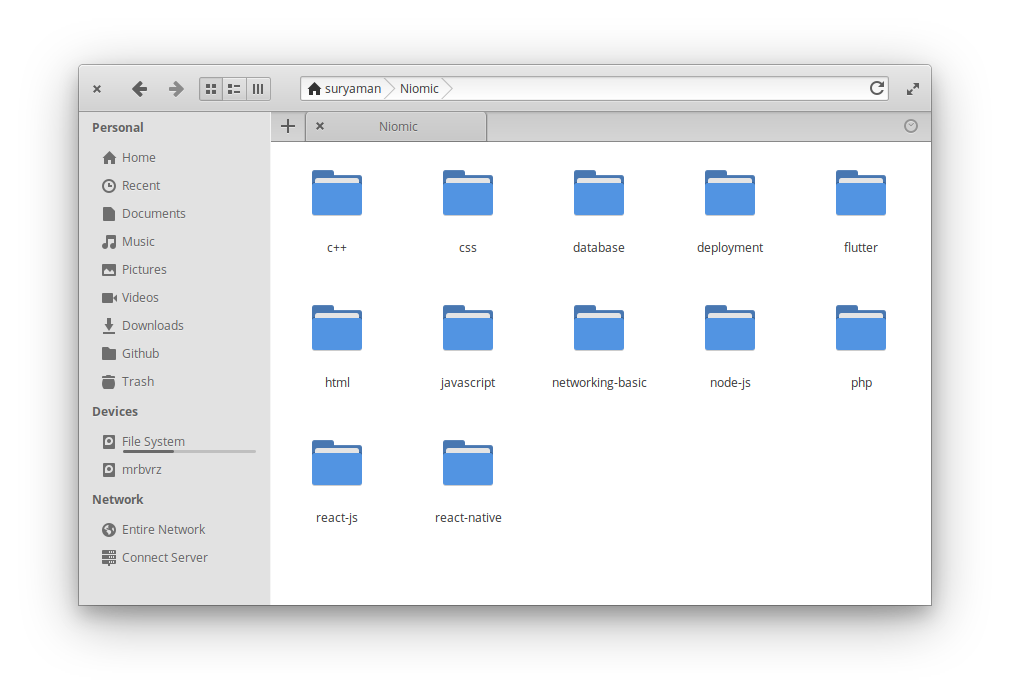 suryaman Niomic
Personal
Niomic
Home
Recent
Documents
Music
Pictures
Videos
Downloads
Github
Trash
Devices
File System
mrbvrz
Network
Entire Network
Connect Server
c++ css database deployment flutter
html javascript networking-basic node-js php
react-js react-native